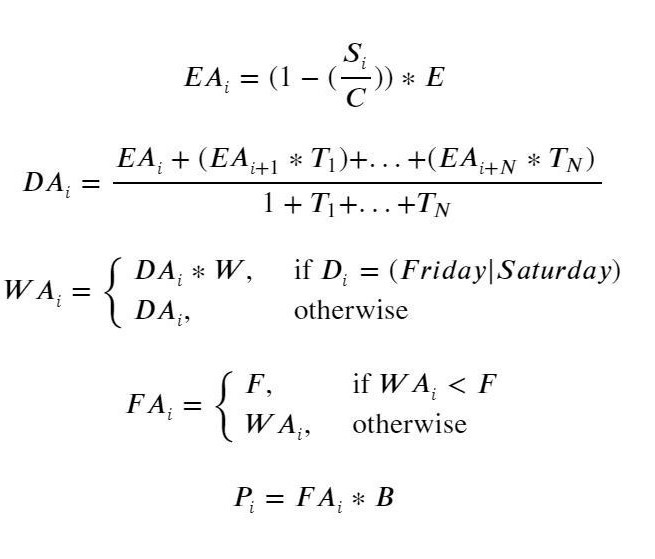 EA_i = (1 − (S_i/C)) * E
DA_i = (EA_i + (EA_{i+1} * T_1)+...+(EA_{i+N} * T_N)) / (1 + T_1+...+T_N)
WA_i = { DA_i * W, if D_i = (Friday|Saturday)
DA_i, otherwise
FA_i = { F, if WA_i < F
WA_i, otherwise
P_i = FA_i * B